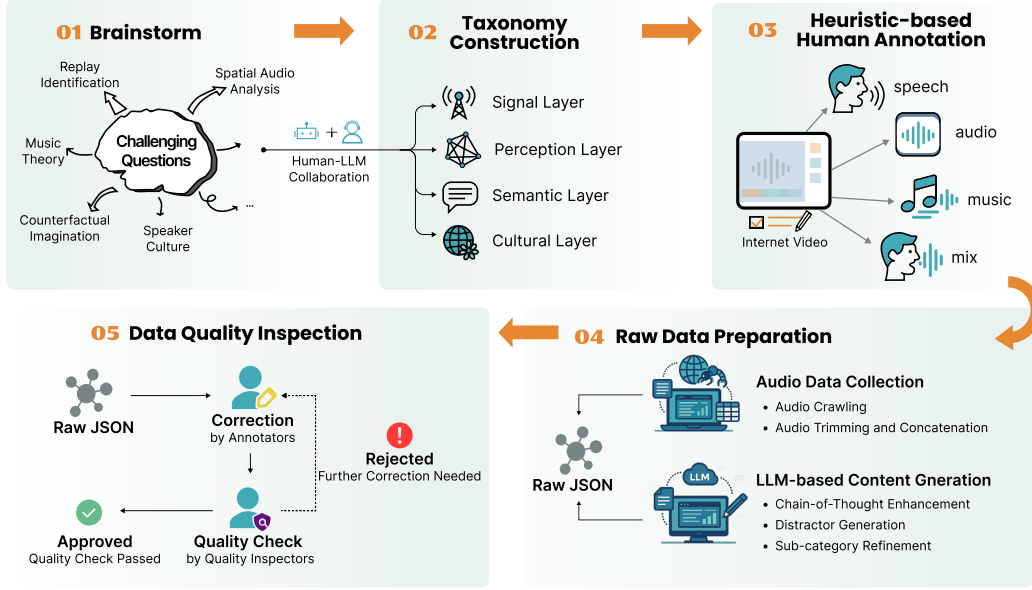 01 Brainstorm
Replay
Identification
Spatial Audio
Analysis
Music
Theory
Challenging
Questions
Counterfactual
Imagination
Speaker
Culture
...
+
Human-LLM
Collaboration
02 Taxonomy
Construction
Signal Layer
Perception Layer
Semantic Layer
Cultural Layer
03 Heuristic-based
Human Annotation
speech
audio
music
mix
Internet Video
04 Raw Data Preparation
Raw JSON
Audio Data Collection
• Audio Crawling
• Audio Trimming and Concatenation
LLM
LLM-based Content Gneration
• Chain-of-Thought Enhancement
• Distractor Generation
• Sub-category Refinement
05 Data Quality Inspection
Raw JSON
Correction
by Annotators
Rejected
Further Correction Needed
Quality Check
by Quality Inspectors
Approved
Quality Check Passed